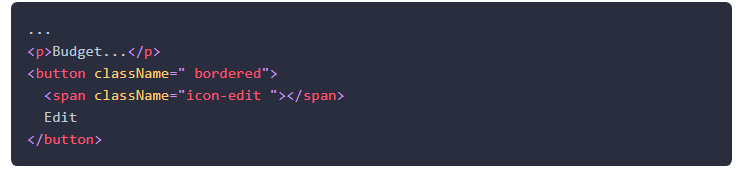 ...
<p>Budget...</p>
<button className=" bordered">
  <span className="icon-edit "></span>
  Edit
</button>